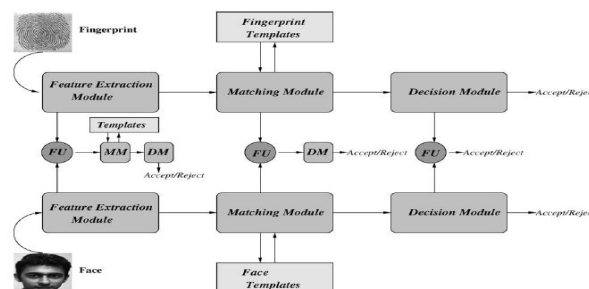 Fingerprint
Fingerprint
Templates
Feature Extraction
Module
Matching Module
Decision Module
Accept/Reject
Templates
FU
MM
DM
Accept/Reject
FU
DM
Accept/Reject
FU
Accept/Reject
Feature Extraction
Module
Matching Module
Decision Module
Accept/Reject
Face
Face
Templates